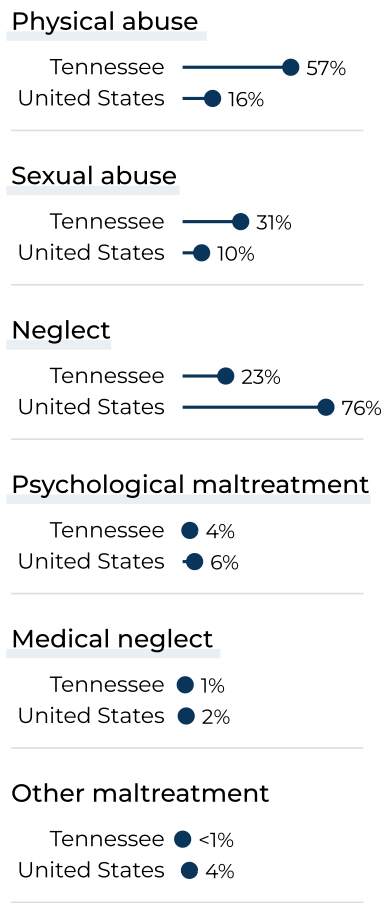 Physical abuse
Tennessee 57%
United States 16%
Sexual abuse
Tennessee 31%
United States 10%
Neglect
Tennessee 23%
United States 76%
Psychological maltreatment
Tennessee 4%
United States 6%
Medical neglect
Tennessee 1%
United States 2%
Other maltreatment
Tennessee <1%
United States 4%